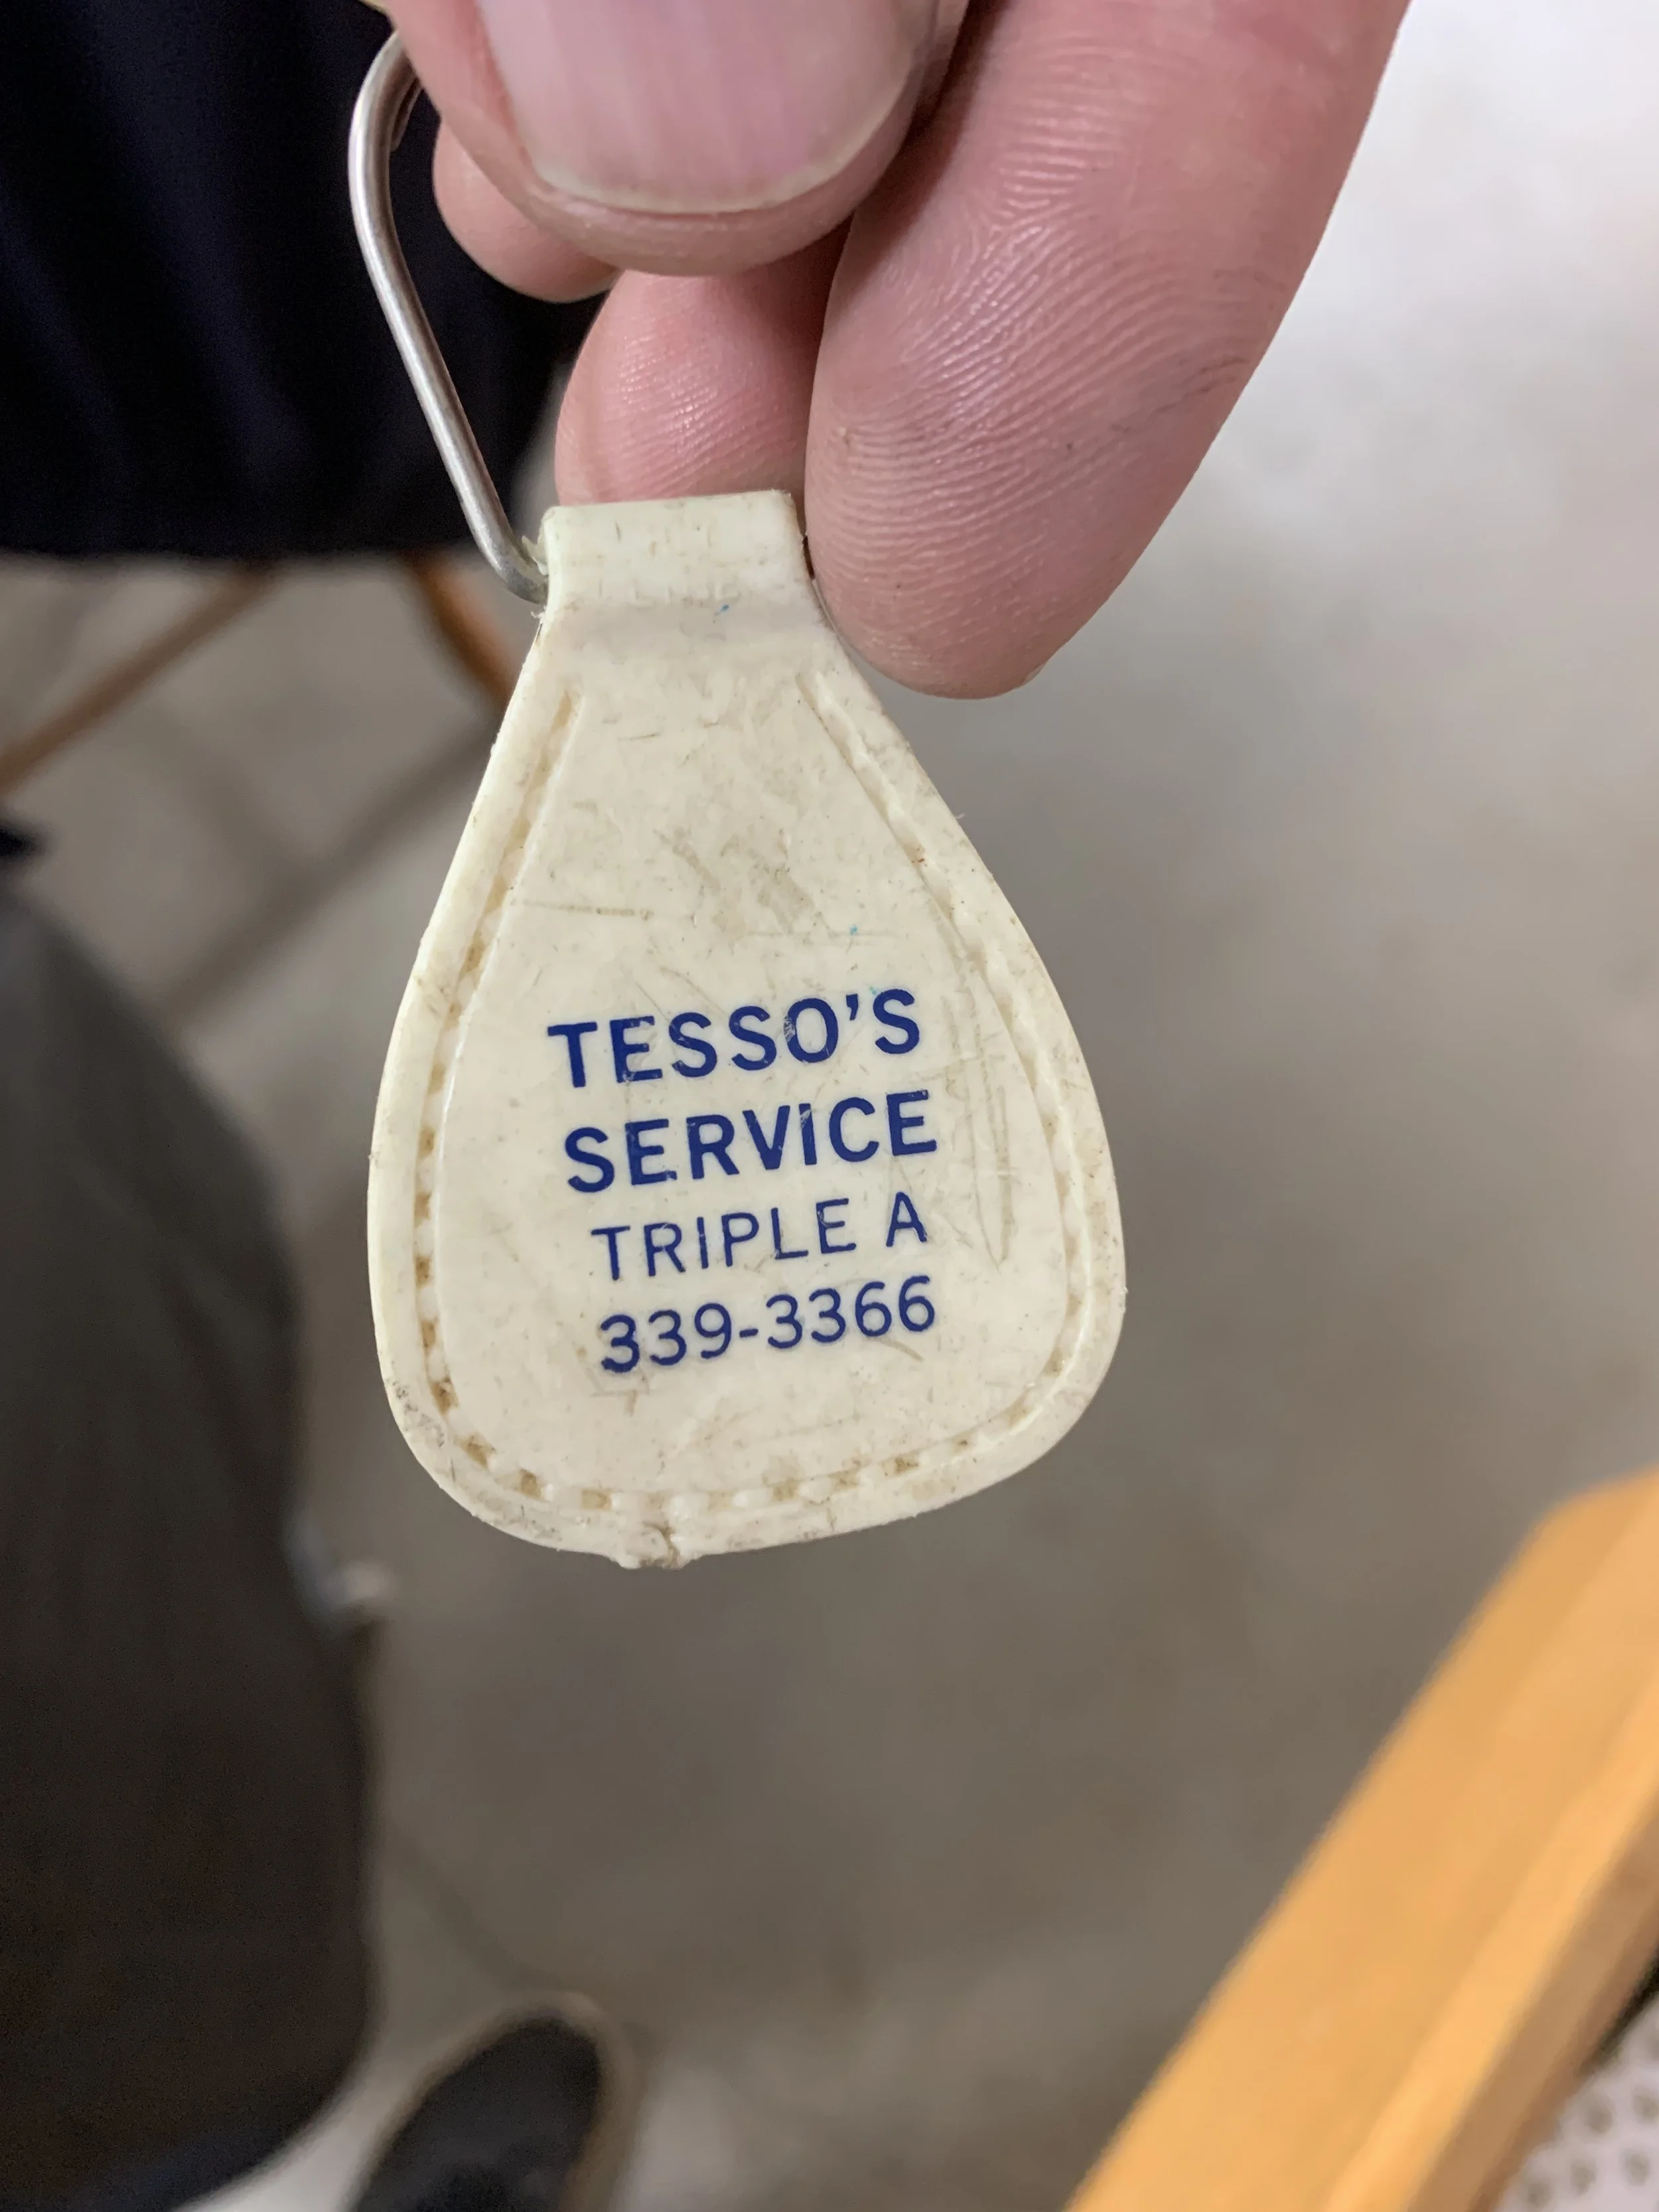 TESSO'S
SERVICE
TRIPLE A
339-3366